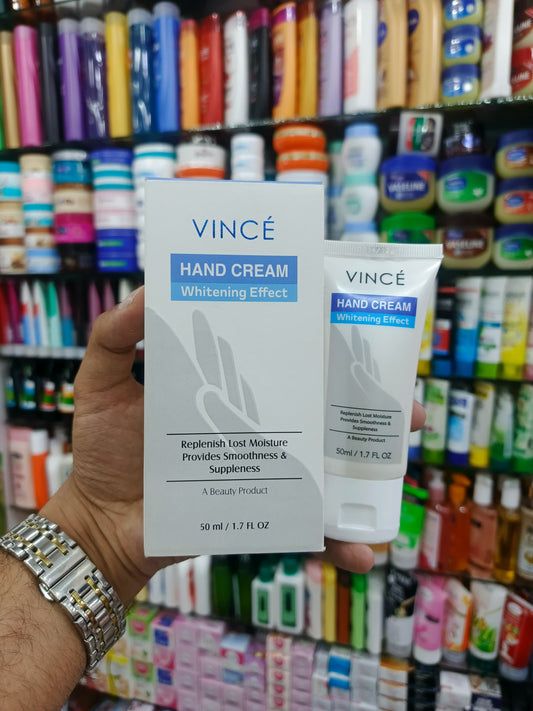 VINCÉ
HAND CREAM
Whitening Effect
Replenish Lost Moisture
Provides Smoothness &
Suppleness
A Beauty Product
50 ml / 1.7 FL OZ
VINCÉ
HAND CREAM
Whitening Effect
Replenish Lost Moisture
Provides Smoothness &
Suppleness
A Beauty Product
50ml / 1.7 FL OZ
Vaseline